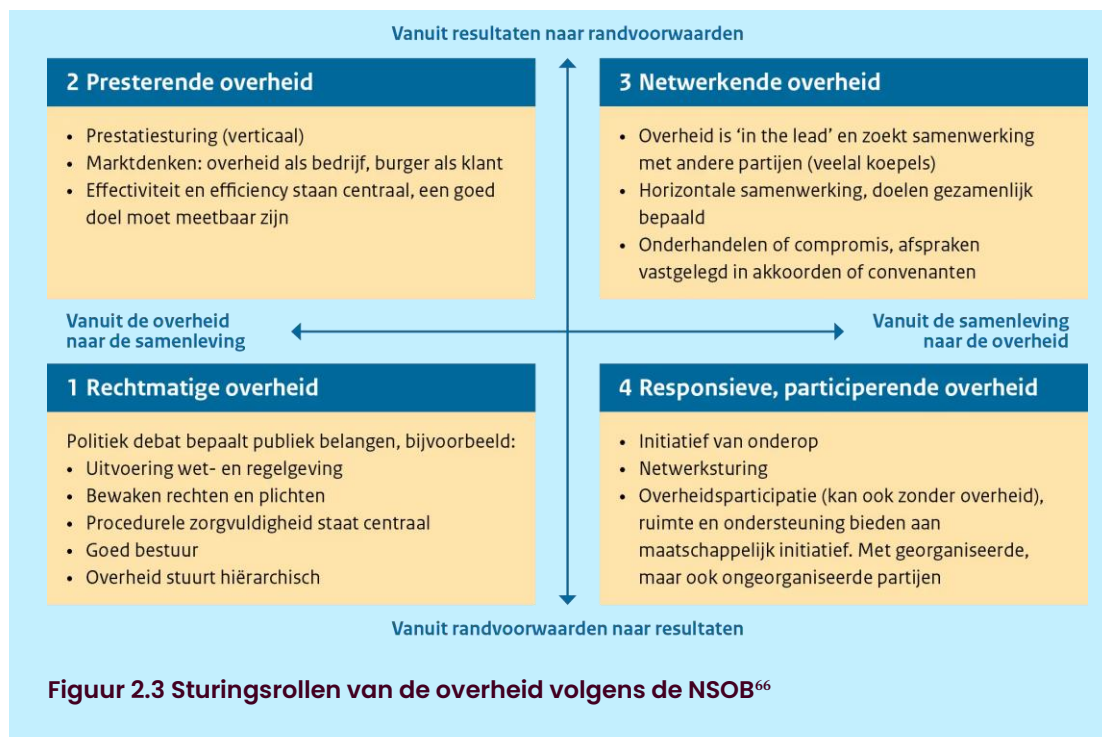 Vanuit resultaten naar randvoorwaarden
2 Presterende overheid
• Prestatiesturing (verticaal)
• Marktdenken: overheid als bedrijf, burger als klant
• Effectiviteit en efficiency staan centraal, een goed
doel moet meetbaar zijn
3 Netwerkende overheid
• Overheid is ‘in the lead’ en zoekt samenwerking
met andere partijen (veelal koepels)
• Horizontale samenwerking, doelen gezamenlijk
bepaald
• Onderhandelen of compromis, afspraken
vastgelegd in akkoorden of convenanten
Vanuit de overheid
naar de samenleving
Vanuit de samenleving
naar de overheid
1 Rechtmatige overheid
Politiek debat bepaalt publiek belangen, bijvoorbeeld:
• Uitvoering wet- en regelgeving
• Bewaken rechten en plichten
• Procedurele zorgvuldigheid staat centraal
• Goed bestuur
• Overheid stuurt hiërarchisch
4 Responsieve, participerende overheid
• Initiatief van onderop
• Netwerksturing
• Overheidsparticipatie (kan ook zonder overheid),
ruimte en ondersteuning bieden aan
maatschappelijk initiatief. Met georganiseerde,
maar ook ongeorganiseerde partijen
Vanuit randvoorwaarden naar resultaten
Figuur 2.3 Sturingsrollen van de overheid volgens de NSOB⁶⁶